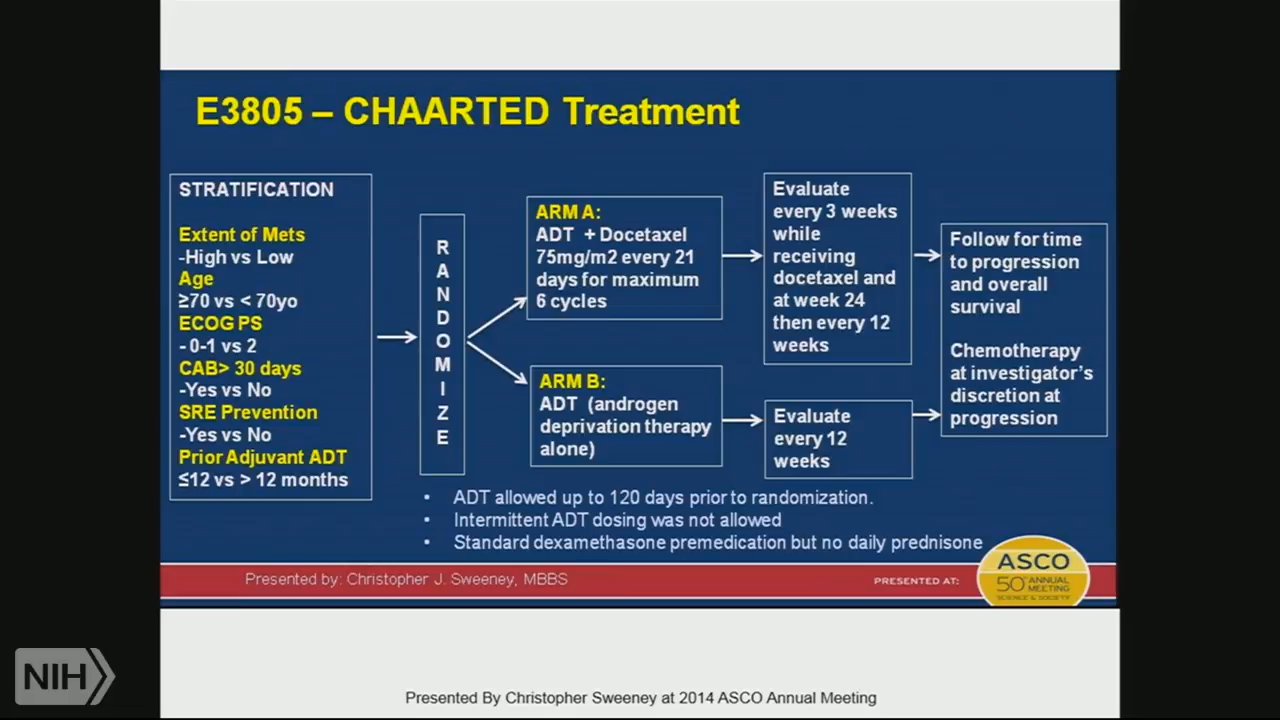 E3805 – CHAARTED Treatment
STRATIFICATION
Extent of Mets
-High vs Low
Age
≥70 vs < 70yo
ECOG PS
- 0-1 vs 2
CAB> 30 days
-Yes vs No
SRE Prevention
-Yes vs No
Prior Adjuvant ADT
≤12 vs > 12 months
R
A
N
D
O
M
I
Z
E
ARM A:
ADT + Docetaxel
75mg/m2 every 21
days for maximum
6 cycles
ARM B:
ADT (androgen
deprivation therapy
alone)
Evaluate
every 3 weeks
while
receiving
docetaxel and
at week 24
then every 12
weeks
Evaluate
every 12
weeks
Follow for time
to progression
and overall
survival
Chemotherapy
at investigator's
discretion at
progression
• ADT allowed up to 120 days prior to randomization.
• Intermittent ADT dosing was not allowed
• Standard dexamethasone premedication but no daily prednisone
Presented by: Christopher J. Sweeney, MBBS
PRESENTED AT:
ASCO
50th ANNUAL
MEETING
SCIENCE & SOCIETY
NIH
Presented By Christopher Sweeney at 2014 ASCO Annual Meeting